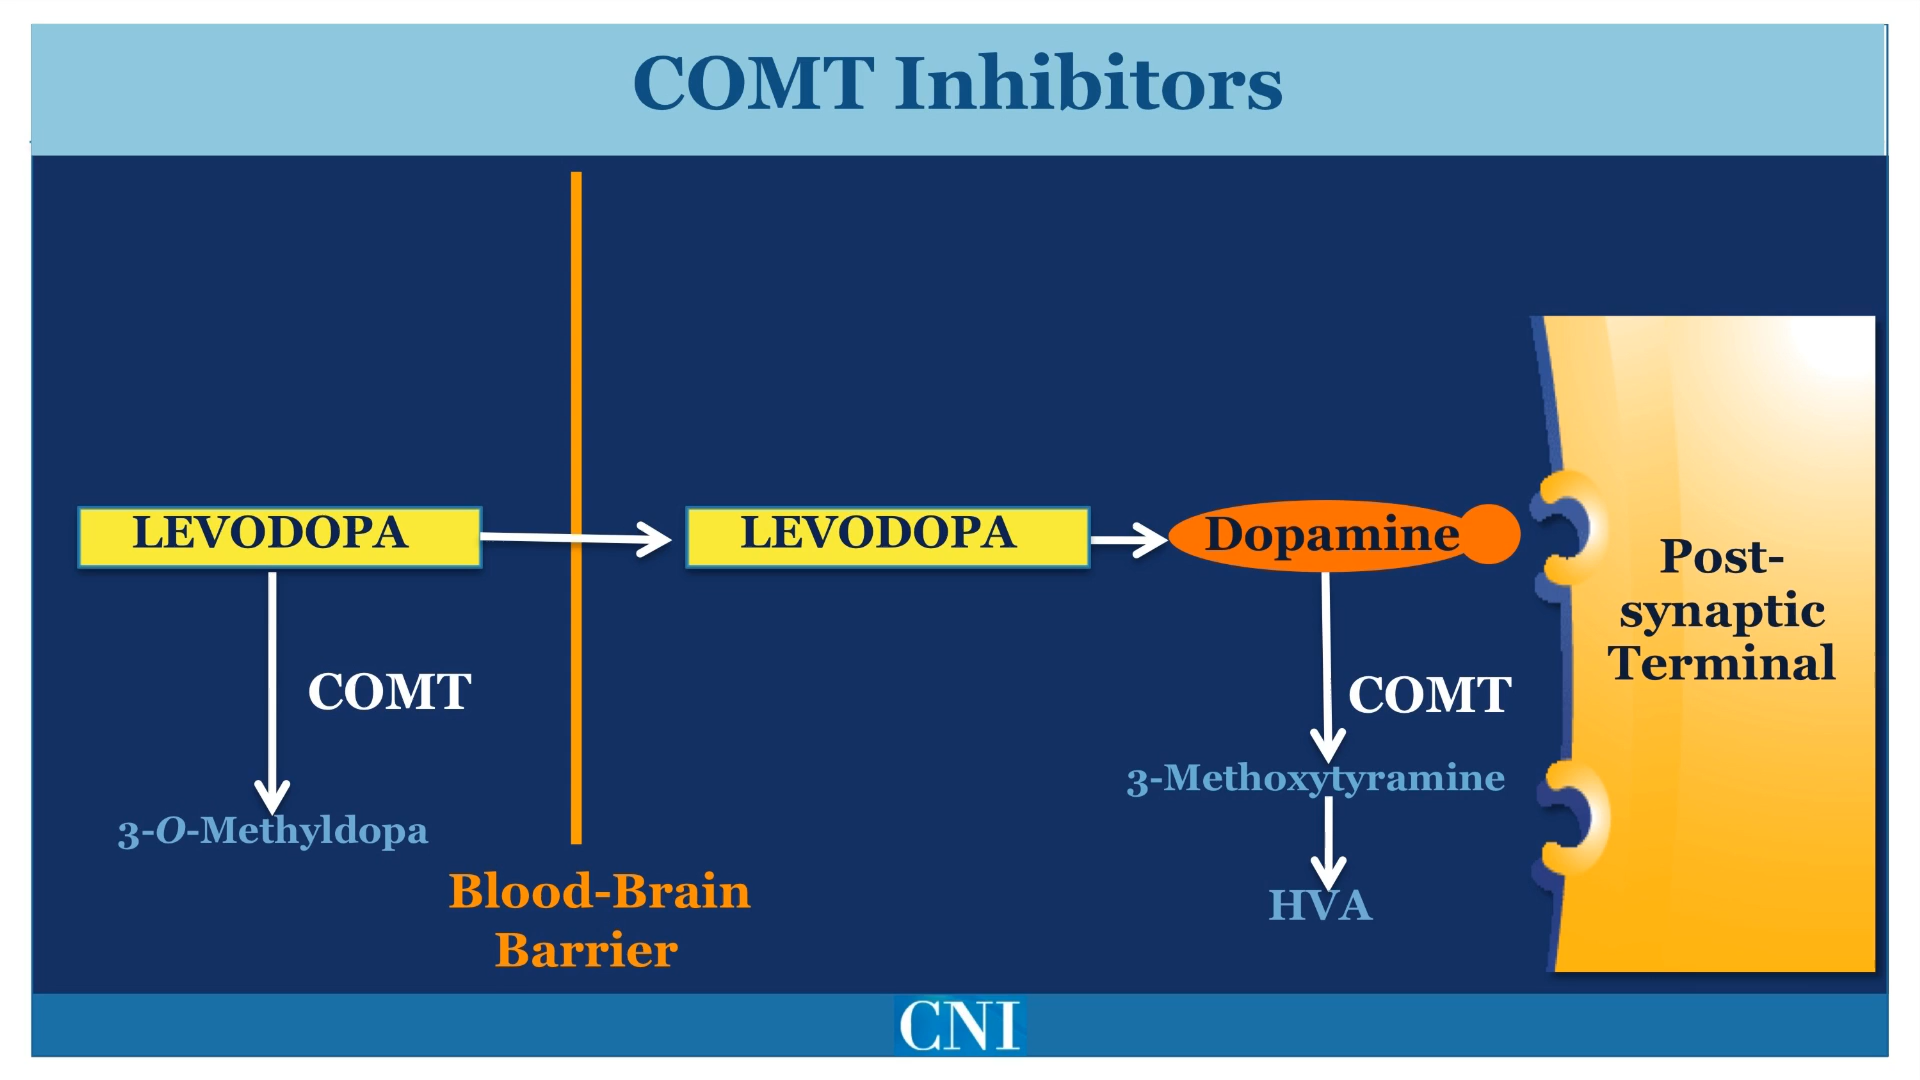 COMT Inhibitors
LEVODOPA
LEVODOPA
Dopamine
Post-
synaptic
Terminal
COMT
COMT
3-Methoxytyramine
3-O-Methyldopa
HVA
Blood-Brain
Barrier
CNI